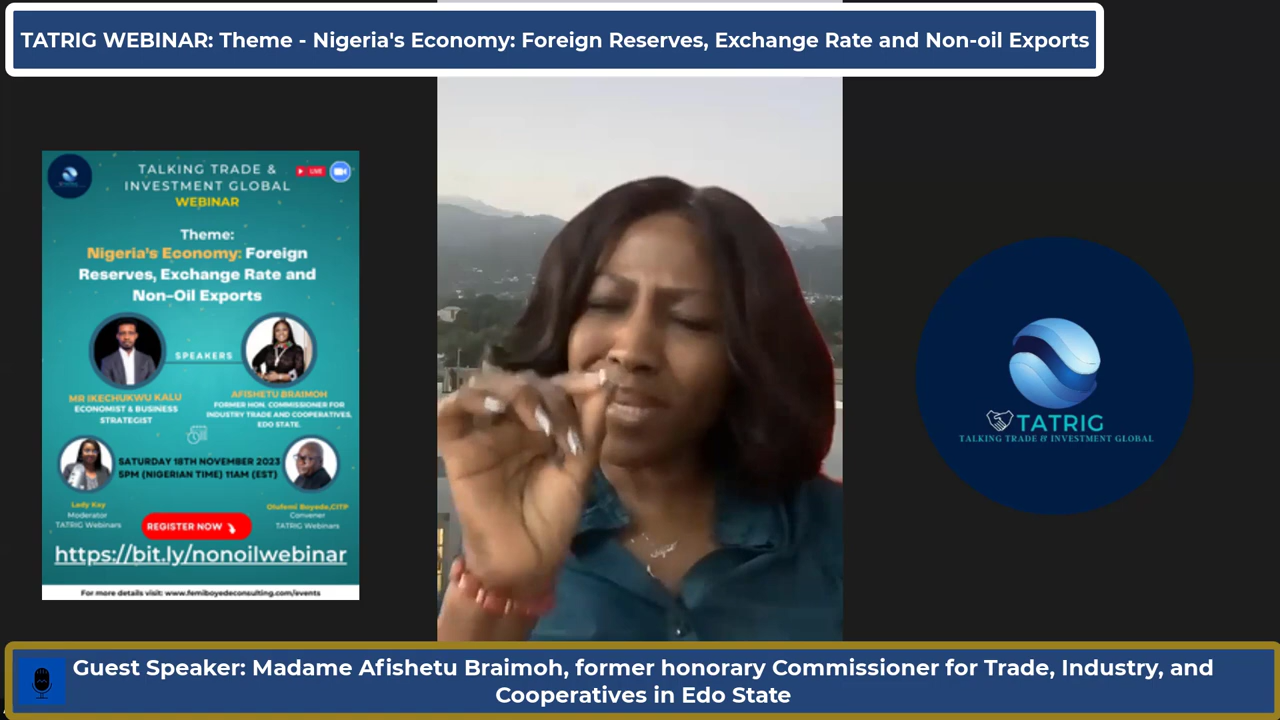 TATRIG WEBINAR: Theme - Nigeria's Economy: Foreign Reserves, Exchange Rate and Non-oil Exports
TALKING TRADE &
INVESTMENT GLOBAL
WEBINAR
LIVE
Theme:
Nigeria's Economy: Foreign
Reserves, Exchange Rate and
Non-Oil Exports
SPEAKERS
MR IKECHUKWU KALU
ECONOMIST & BUSINESS
STRATEGIST
AFISHETU BRAIMOH
FORMER HON. COMMISSIONER FOR
INDUSTRY TRADE AND COOPERATIVES,
EDO STATE.
SATURDAY 18TH NOVEMBER 2023
5PM (NIGERIAN TIME) 11AM (EST)
Lady Kay
Moderator
TATRIG Webinars
Olufemi Boyede,CITP
Convener
TATRIG Webinars
REGISTER NOW
https://bit.ly/nonoilwebinar
For more details visit: www.femiboyedeconsulting.com/events
TATRIG
TALKING TRADE & INVESTMENT GLOBAL
Guest Speaker: Madame Afishetu Braimoh, former honorary Commissioner for Trade, Industry, and
Cooperatives in Edo State